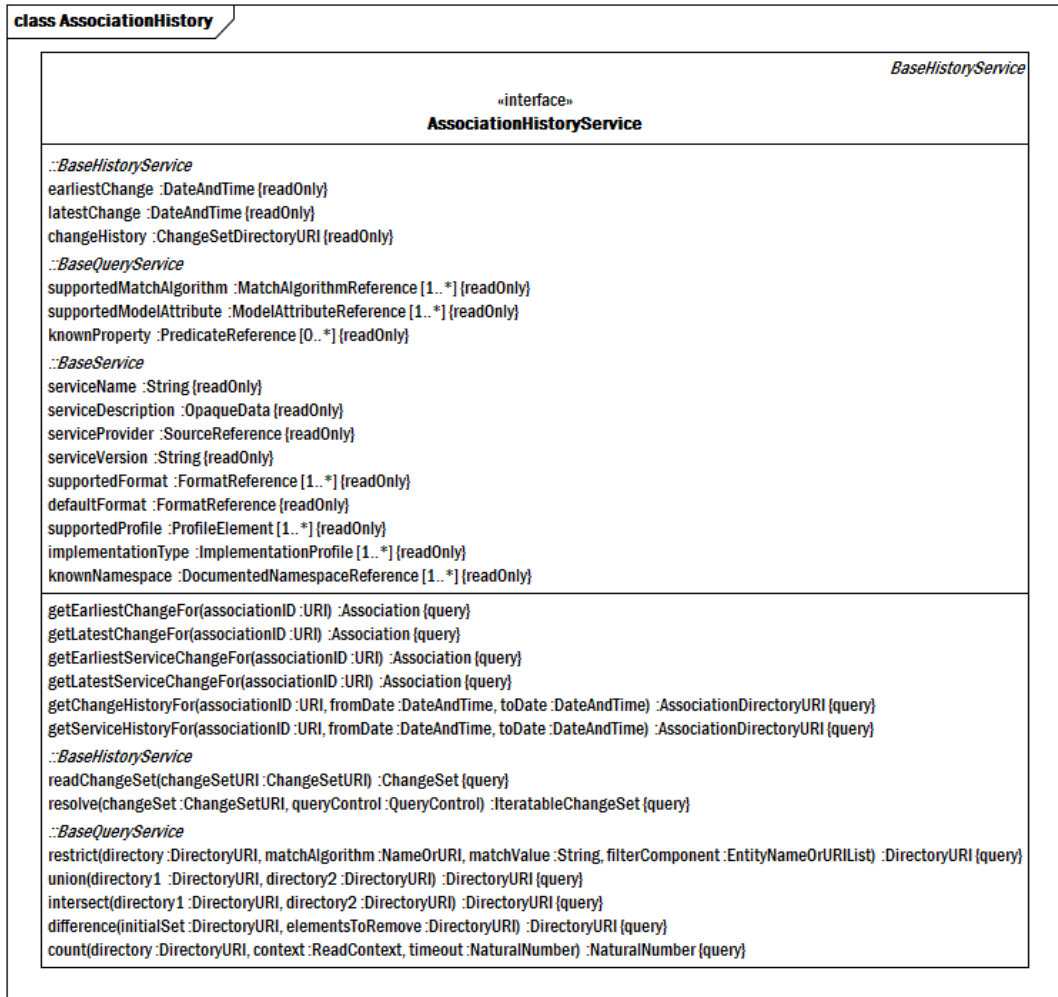 class AssociationHistory
BaseHistoryService
«interface»
AssociationHistoryService
::BaseHistoryService
earliestChange :DateAndTime {readOnly}
latestChange :DateAndTime {readOnly}
changeHistory :ChangeSetDirectoryURI {readOnly}
::BaseQueryService
supportedMatchAlgorithm :MatchAlgorithmReference [1..*] {readOnly}
supportedModelAttribute :ModelAttributeReference [1..*] {readOnly}
knownProperty :PredicateReference [0..*] {readOnly}
::BaseService
serviceName :String {readOnly}
serviceDescription :OpaqueData {readOnly}
serviceProvider :SourceReference {readOnly}
serviceVersion :String {readOnly}
supportedFormat :FormatReference [1..*] {readOnly}
defaultFormat :FormatReference {readOnly}
supportedProfile :ProfileElement [1..*] {readOnly}
implementationType :ImplementationProfile [1..*] {readOnly}
knownNamespace :DocumentedNamespaceReference [1..*] {readOnly}
getEarliestChangeFor(associationID :URI) :Association {query}
getLatestChangeFor(associationID :URI) :Association {query}
getEarliestServiceChangeFor(associationID :URI) :Association {query}
getLatestServiceChangeFor(associationID :URI) :Association {query}
getChangeHistoryFor(associationID :URI, fromDate :DateAndTime, toDate :DateAndTime) :AssociationDirectoryURI {query}
getServiceHistoryFor(associationID :URI, fromDate :DateAndTime, toDate :DateAndTime) :AssociationDirectoryURI {query}
::BaseHistoryService
readChangeSet(changeSetURI :ChangeSetURI) :ChangeSet {query}
resolve(changeSet :ChangeSetURI, queryControl :QueryControl) :IteratableChangeSet {query}
::BaseQueryService
restrict(directory :DirectoryURI, matchAlgorithm :NameOrURI, matchValue :String, filterComponent :EntityNameOrURIList) :DirectoryURI {query}
union(directory1 :DirectoryURI, directory2 :DirectoryURI) :DirectoryURI {query}
intersect(directory1 :DirectoryURI, directory2 :DirectoryURI) :DirectoryURI {query}
difference(initialSet :DirectoryURI, elementsToRemove :DirectoryURI) :DirectoryURI {query}
count(directory :DirectoryURI, context :ReadContext, timeout :NaturalNumber) :NaturalNumber {query}